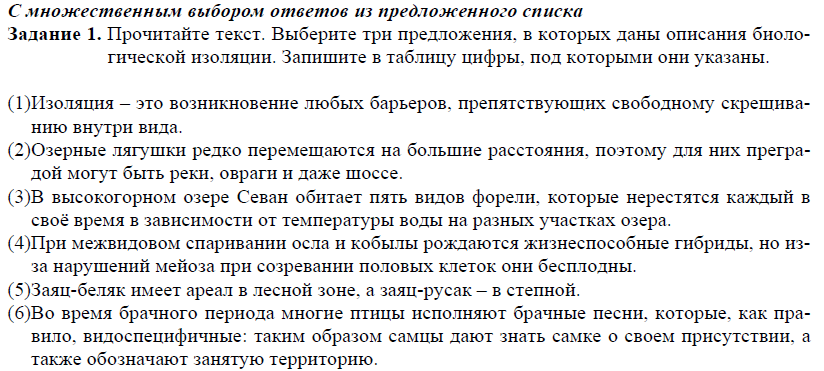 С множественным выбором ответов из предложенного списка
Задание 1. Прочитайте текст. Выберите три предложения, в которых даны описания биоло-
гической изоляции. Запишите в таблицу цифры, под которыми они указаны.
(1)Изоляция – это возникновение любых барьеров, препятствующих свободному скрещива-
нию внутри вида.
(2)Озерные лягушки редко перемещаются на большие расстояния, поэтому для них прегра-
дой могут быть реки, овраги и даже шоссе.
(3)В высокогорном озере Севан обитает пять видов форели, которые нерестятся каждый в
своё время в зависимости от температуры воды на разных участках озера.
(4)При межвидовом спаривании осла и кобылы рождаются жизнеспособные гибриды, но из-
за нарушений мейоза при созревании половых клеток они бесплодны.
(5)Заяц-беляк имеет ареал в лесной зоне, а заяц-русак – в степной.
(6)Во время брачного периода многие птицы исполняют брачные песни, которые, как пра-
вило, видоспецифичные: таким образом самцы дают знать самке о своем присутствии, а
также обозначают занятую территорию.